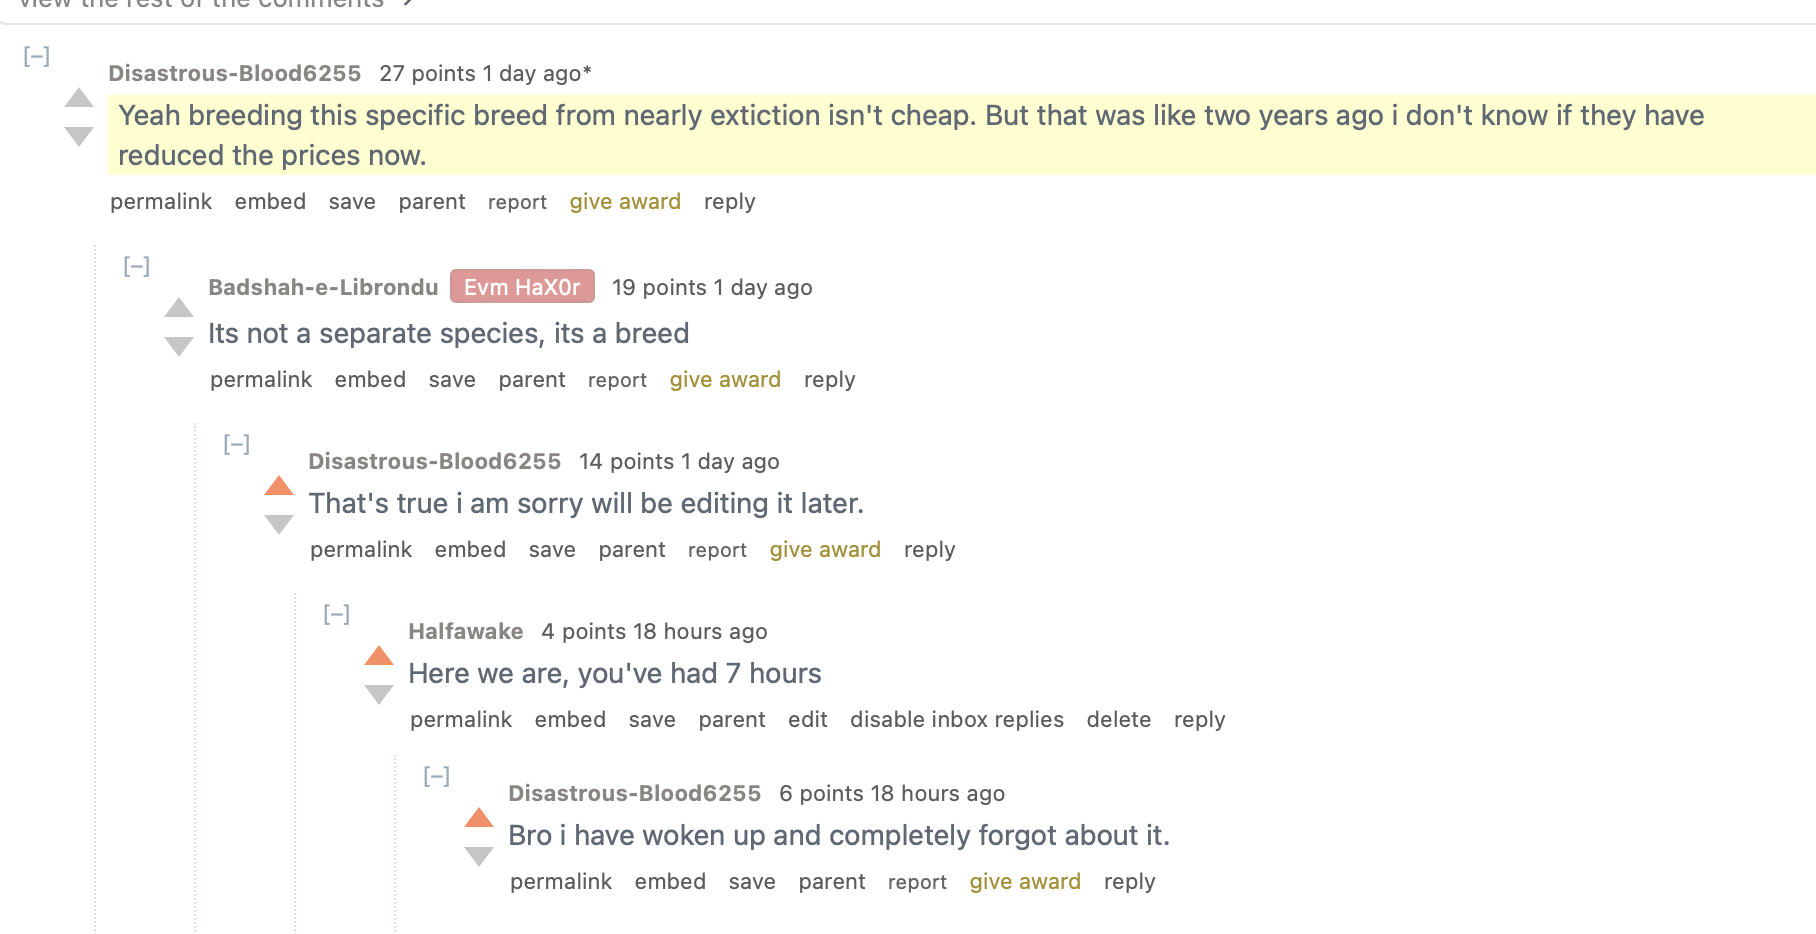 view the rest of the comments
[–]
Disastrous-Blood6255 27 points 1 day ago*
Yeah breeding this specific breed from nearly extiction isn't cheap. But that was like two years ago i don't know if they have
reduced the prices now.
permalink embed save parent report give award reply
[–]
Badshah-e-Librondu Evm HaX0r 19 points 1 day ago
Its not a separate species, its a breed
permalink embed save parent report give award reply
[–]
Disastrous-Blood6255 14 points 1 day ago
That's true i am sorry will be editing it later.
permalink embed save parent report give award reply
[–]
Halfawake 4 points 18 hours ago
Here we are, you've had 7 hours
permalink embed save parent edit disable inbox replies delete reply
[–]
Disastrous-Blood6255 6 points 18 hours ago
Bro i have woken up and completely forgot about it.
permalink embed save parent report give award reply